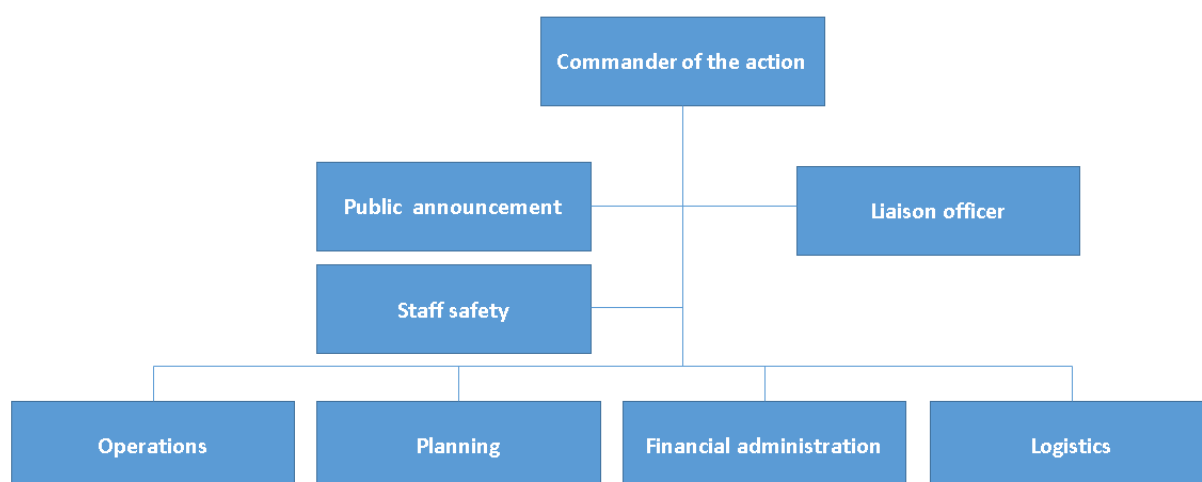 Commander of the action
Public announcement
Liaison officer
Staff safety
Operations
Planning
Financial administration
Logistics